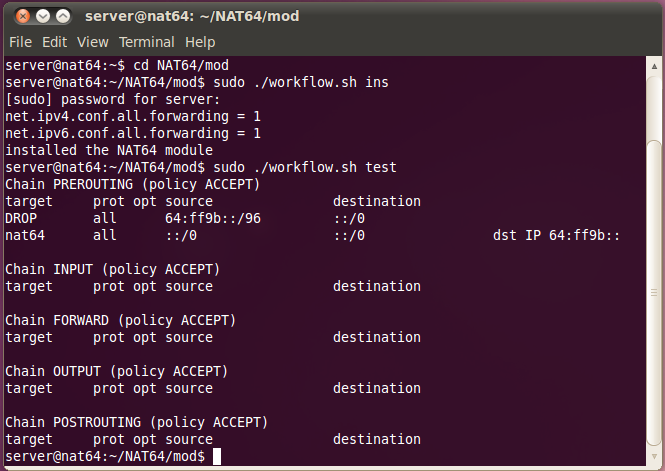 server@nat64: ~/NAT64/mod
File Edit View Terminal Help
server@nat64:~$ cd NAT64/mod
server@nat64:~/NAT64/mod$ sudo ./workflow.sh ins
[sudo] password for server:
net.ipv4.conf.all.forwarding = 1
net.ipv6.conf.all.forwarding = 1
installed the NAT64 module
server@nat64:~/NAT64/mod$ sudo ./workflow.sh test
Chain PREROUTING (policy ACCEPT)
target     prot opt source               destination
DROP       all      64:ff9b::/96         ::/0
nat64      all      ::/0                 ::/0                dst IP 64:ff9b::

Chain INPUT (policy ACCEPT)
target     prot opt source               destination

Chain FORWARD (policy ACCEPT)
target     prot opt source               destination

Chain OUTPUT (policy ACCEPT)
target     prot opt source               destination

Chain POSTROUTING (policy ACCEPT)
target     prot opt source               destination
server@nat64:~/NAT64/mod$